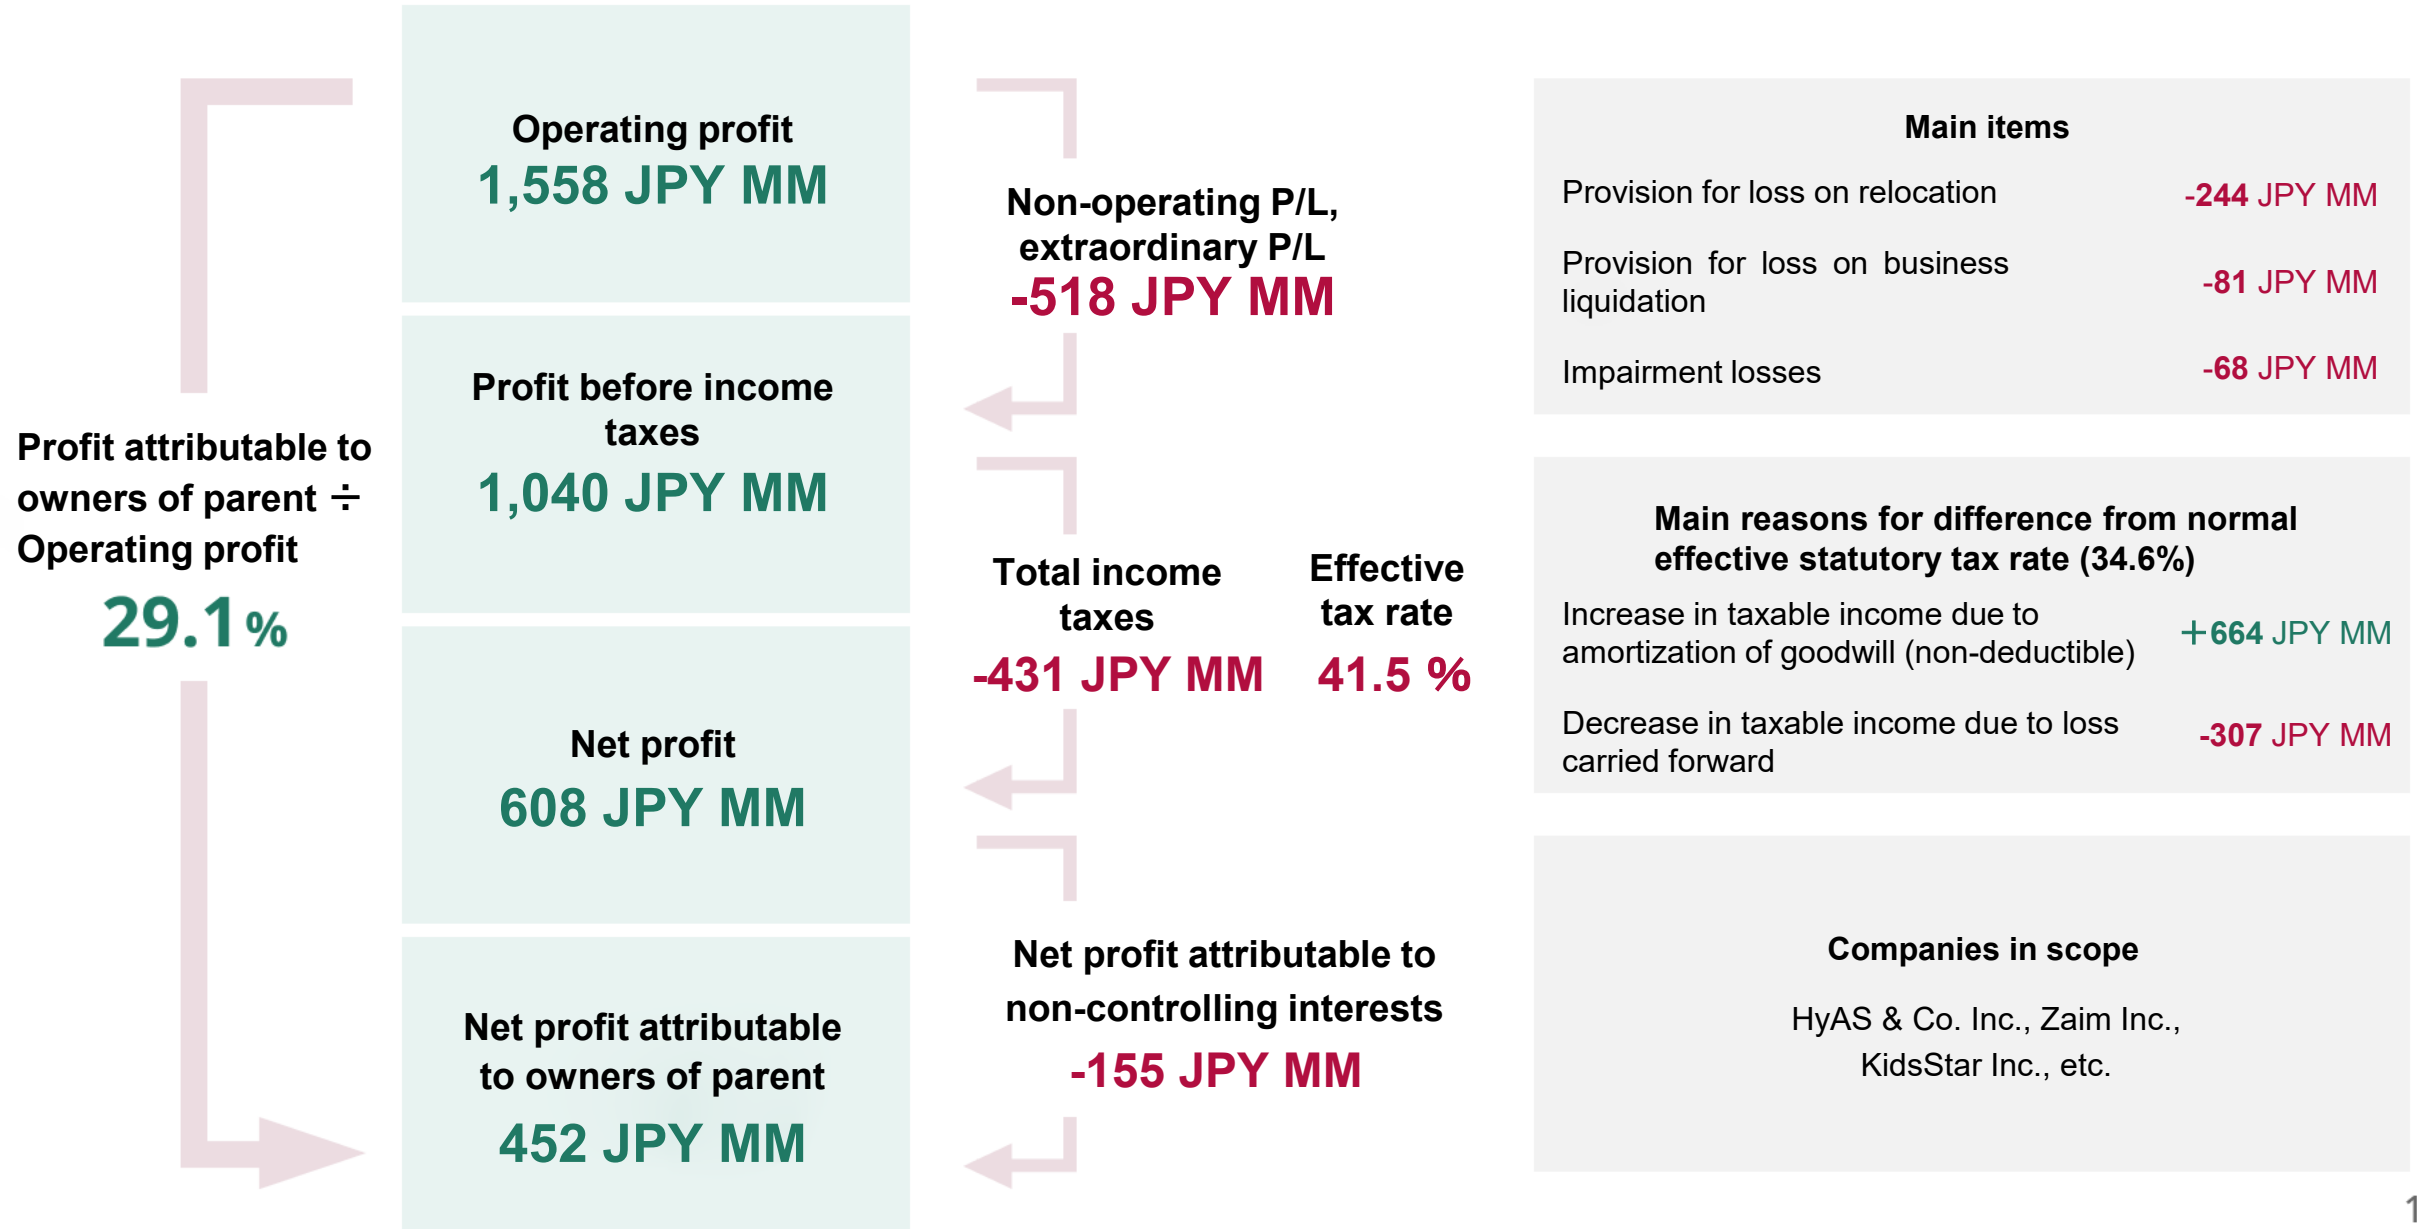 Profit attributable to
owners of parent ÷
Operating profit
29.1%
Operating profit
1,558 JPY MM
Profit before income
taxes
1,040 JPY MM
Net profit
608 JPY MM
Net profit attributable
to owners of parent
452 JPY MM
Non-operating P/L,
extraordinary P/L
-518 JPY MM
Total income
taxes
-431 JPY MM
Effective
tax rate
41.5 %
Net profit attributable to
non-controlling interests
-155 JPY MM
Main items
Provision for loss on relocation -244 JPY MM
Provision for loss on business
liquidation
-81 JPY MM
Impairment losses -68 JPY MM
Main reasons for difference from normal
effective statutory tax rate (34.6%)
Increase in taxable income due to
amortization of goodwill (non-deductible)
+664 JPY MM
Decrease in taxable income due to loss
carried forward
-307 JPY MM
Companies in scope
HyAS & Co. Inc., Zaim Inc.,
KidsStar Inc., etc.
1